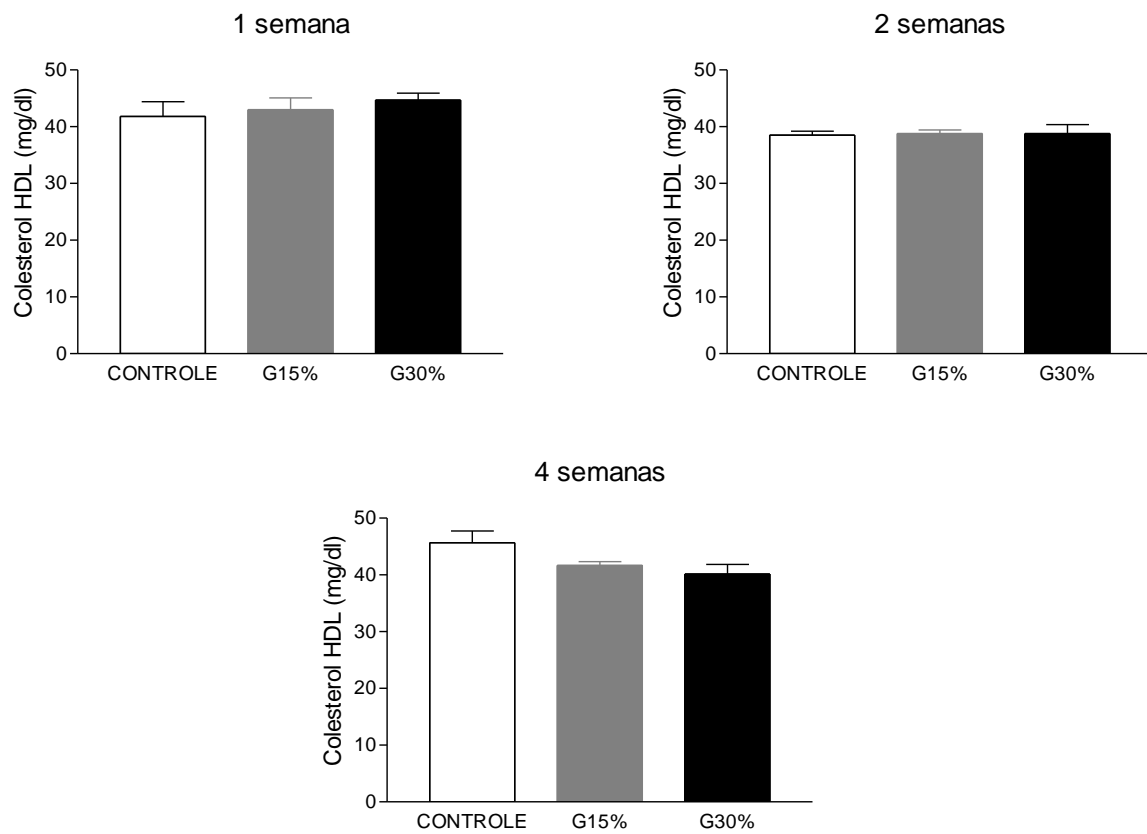 1 semana
Colesterol HDL (mg/dl)
50
40
30
20
10
0
CONTROLE G15% G30%
2 semanas
Colesterol HDL (mg/dl)
50
40
30
20
10
0
CONTROLE G15% G30%
4 semanas
Colesterol HDL (mg/dl)
50
40
30
20
10
0
CONTROLE G15% G30%